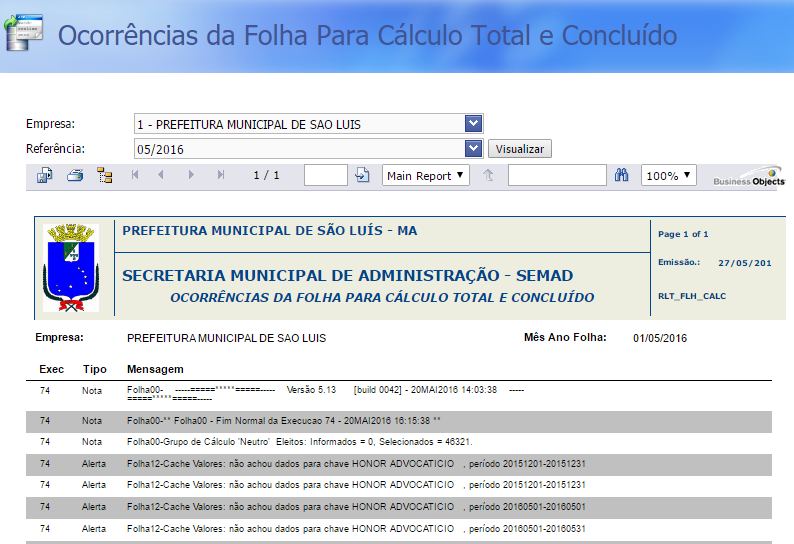 Ocorrências da Folha Para Cálculo Total e Concluído
Empresa: 1 - PREFEITURA MUNICIPAL DE SAO LUIS
Referência: 05/2016 Visualizar
1 / 1 Main Report 100% Business Objects
PREFEITURA MUNICIPAL DE SÃO LUÍS - MA
Page 1 of 1
SECRETARIA MUNICIPAL DE ADMINISTRAÇÃO - SEMAD
Emissão.: 27/05/201
OCORRÊNCIAS DA FOLHA PARA CÁLCULO TOTAL E CONCLUÍDO
RLT_FLH_CALC
Empresa: PREFEITURA MUNICIPAL DE SAO LUIS Mês Ano Folha: 01/05/2016
Exec Tipo Mensagem
74 Nota Folha00- -----=====*****=====----- Versão 5.13 [build 0042] - 20MAI2016 14:03:38 -----
=====*****=====-----
74 Nota Folha00-** Folha00 - Fim Normal da Execucao 74 - 20MAI2016 16:15:38 **
74 Nota Folha00-Grupo de Cálculo 'Neutro' Eleitos: Informados = 0, Selecionados = 46321.
74 Alerta Folha12-Cache Valores: não achou dados para chave HONOR ADVOCATICIO , período 20151201-20151231
74 Alerta Folha12-Cache Valores: não achou dados para chave HONOR ADVOCATICIO , período 20151201-20151231
74 Alerta Folha12-Cache Valores: não achou dados para chave HONOR ADVOCATICIO , período 20160501-20160501
74 Alerta Folha12-Cache Valores: não achou dados para chave HONOR ADVOCATICIO , período 20160501-20160531